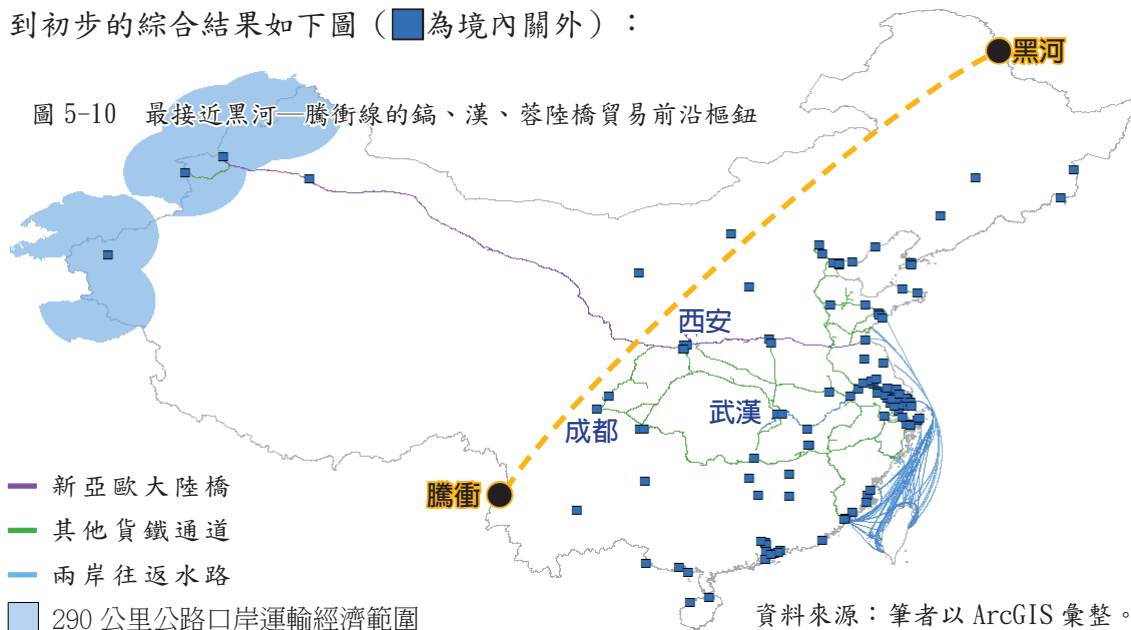 到初步的綜合結果如下圖（■為境內關外）：
黑河
圖 5-10 最接近黑河—騰衝線的鎬、漢、蓉陸橋貿易前沿樞鈕
西安
武漢
成都
騰衝
新亞歐大陸橋
其他貨鐵通道
兩岸往返水路
290 公里公路口岸運輸經濟範圍
資料來源：筆者以 ArcGIS 彙整。